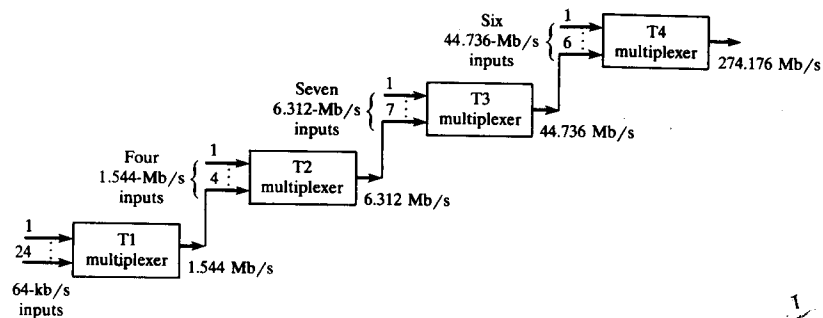 Six
44.736-Mb/s
inputs
1
6
T4
multiplexer
274.176 Mb/s
Seven
6.312-Mb/s
inputs
1
7
T3
multiplexer
44.736 Mb/s
Four
1.544-Mb/s
inputs
1
4
T2
multiplexer
6.312 Mb/s
1
24
64-kb/s
inputs
T1
multiplexer
1.544 Mb/s